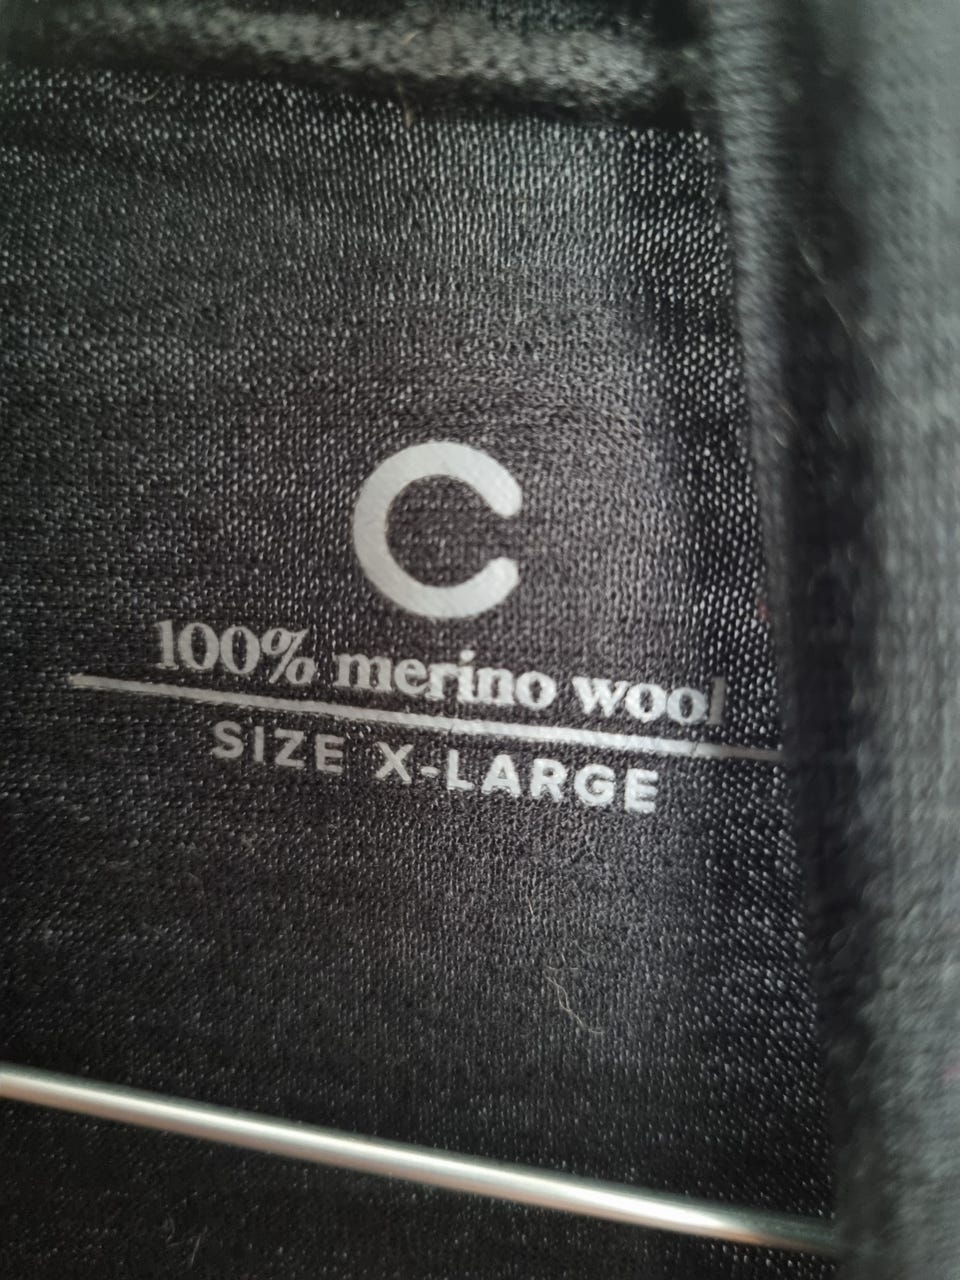 C
100% merino wool
SIZE X-LARGE